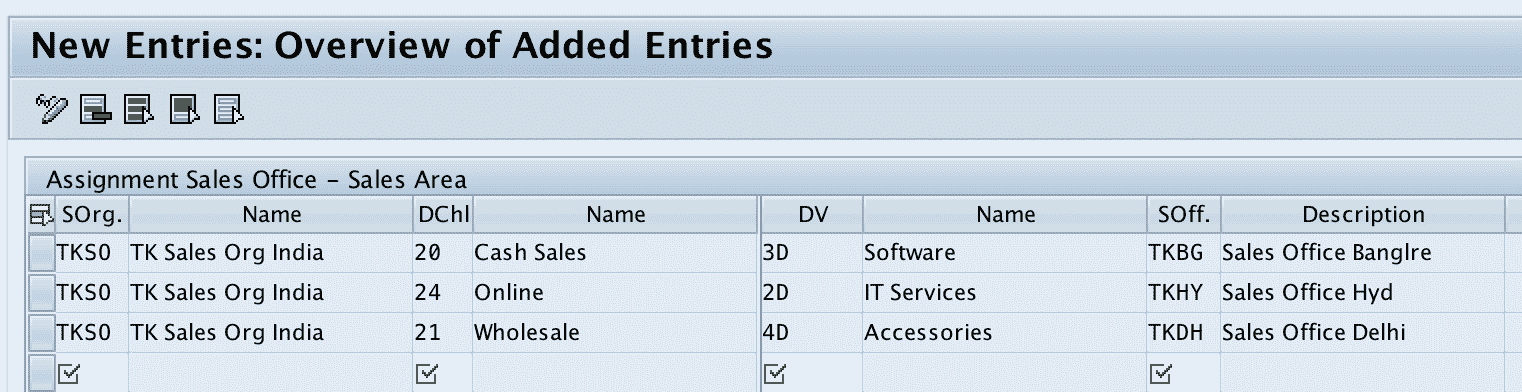 New Entries: Overview of Added Entries
Assignment Sales Office – Sales Area
SOrg. Name DChl Name DV Name SOff. Description
TKS0 TK Sales Org India 20 Cash Sales 3D Software TKBG Sales Office Banglre
TKS0 TK Sales Org India 24 Online 2D IT Services TKHY Sales Office Hyd
TKS0 TK Sales Org India 21 Wholesale 4D Accessories TKDH Sales Office Delhi